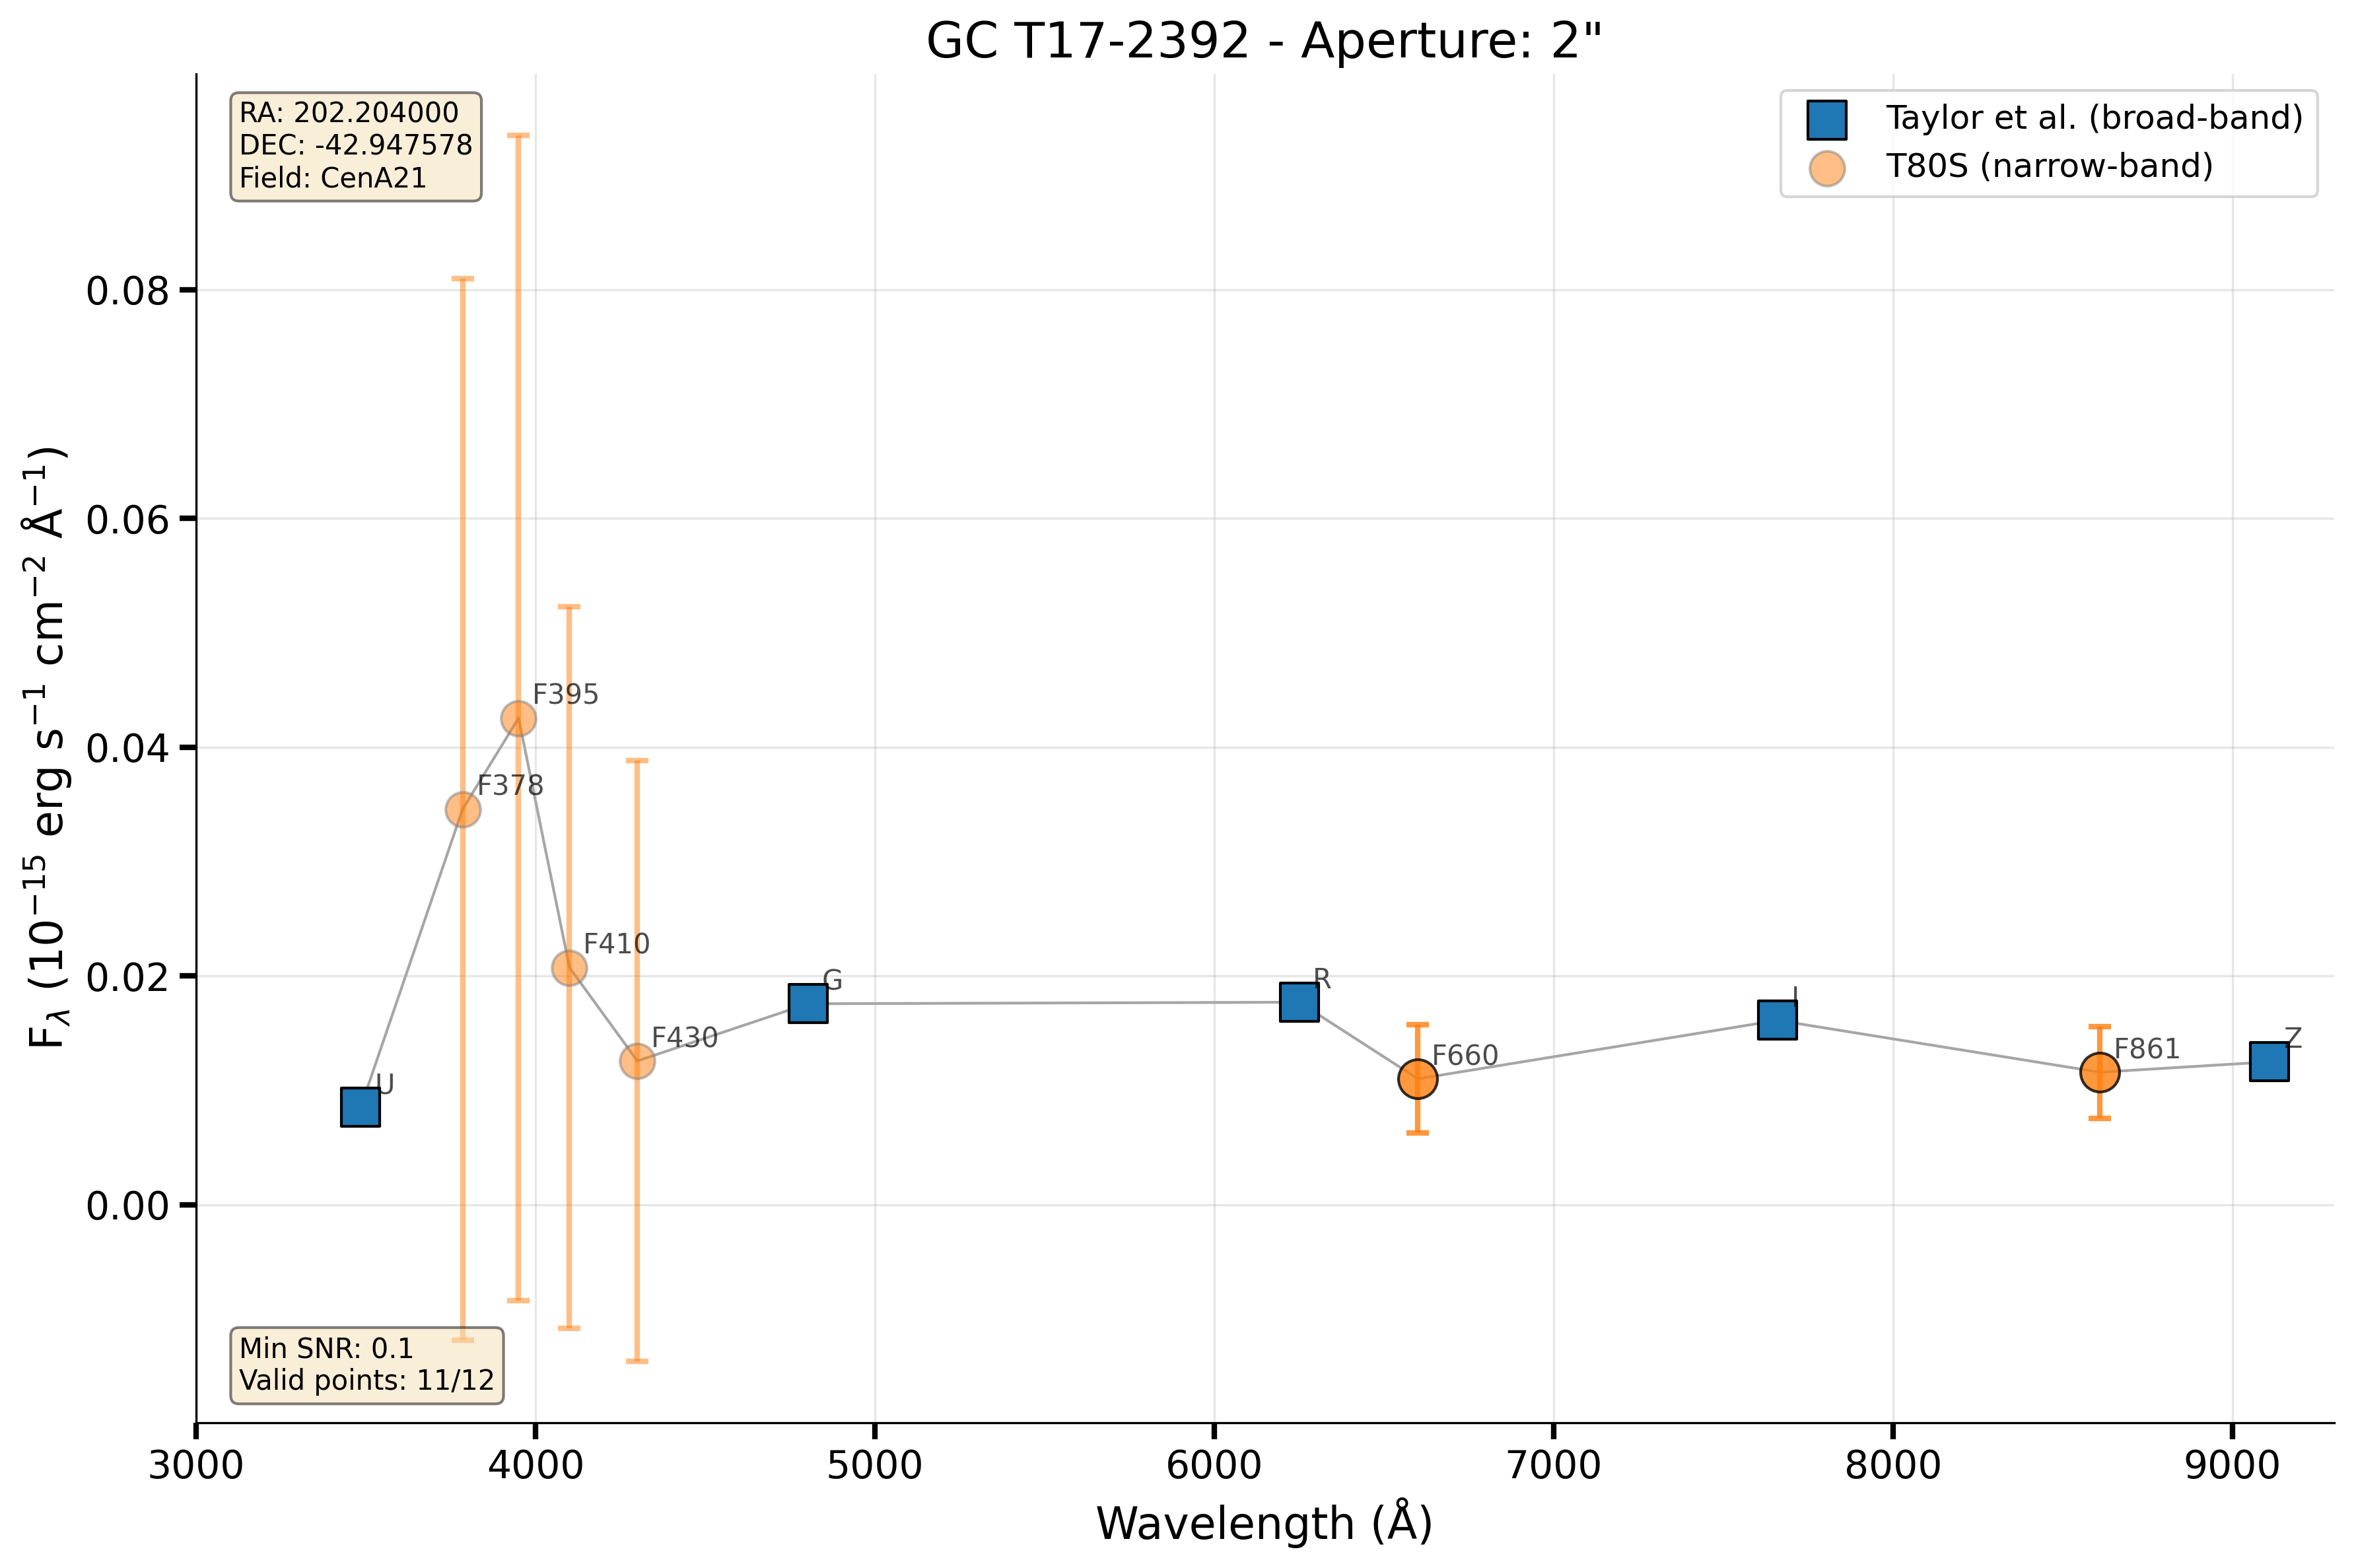 GC T17-2392 - Aperture: 2"
RA: 202.204000
DEC: -42.947578
Field: CenA21
Taylor et al. (broad-band)
T80S (narrow-band)
F$_{λ}$ (10$^{−15}$ erg s$^{−1}$ cm$^{−2}$ Å$^{−1}$)
0.08
0.06
0.04
0.02
0.00
F395
F378
F410
F430
G
R
I
U
F660
F861
Z
Min SNR: 0.1
Valid points: 11/12
3000 4000 5000 6000 7000 8000 9000
Wavelength (Å)